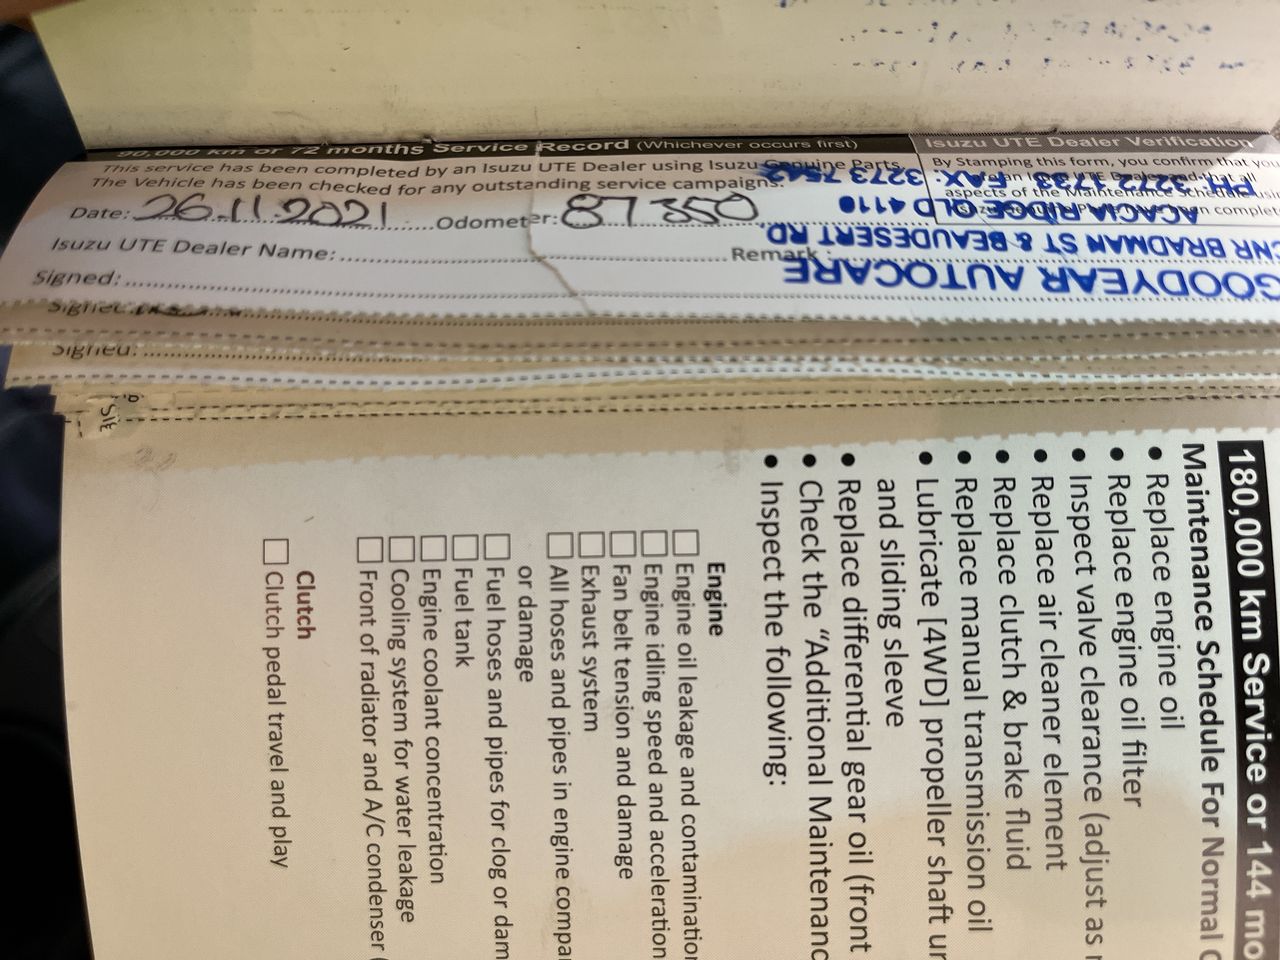 90,000 km or 72 months Service Record (Whichever occurs first)
This service has been completed by an Isuzu UTE Dealer using Isuzu Genuine Parts.
The Vehicle has been checked for any outstanding service campaigns.
Date: 26.11.2021 Odometer: 87350
Isuzu UTE Dealer Name: Remark
Signed:
Isuzu UTE Dealer Verification
By Stamping this form, you confirm that you
aspects of the Maintenance Schedule
GOODYEAR AUTOCARE
CNR BRADMAN ST & BEAUDESERT RD,
ACACIA RIDGE QLD 4110
PH: 3272 1733 FAX: 3273 7542
Signed:
Signed:
SIE
180,000 km Service or 144 mo
Maintenance Schedule For Normal
• Replace engine oil
• Replace engine oil filter
• Inspect valve clearance (adjust as
• Replace air cleaner element
• Replace clutch & brake fluid
• Replace manual transmission oil
• Lubricate [4WD] propeller shaft
and sliding sleeve
• Replace differential gear oil (front
• Check the “Additional Maintenanc
• Inspect the following:
Engine
☐ Engine oil leakage and contamination
☐ Engine idling speed and acceleration
☐ Fan belt tension and damage
☐ Exhaust system
☐ All hoses and pipes in engine compa
or damage
☐ Fuel hoses and pipes for clog or dam
☐ Fuel tank
☐ Engine coolant concentration
☐ Cooling system for water leakage
☐ Front of radiator and A/C condenser (
Clutch
☐ Clutch pedal travel and play